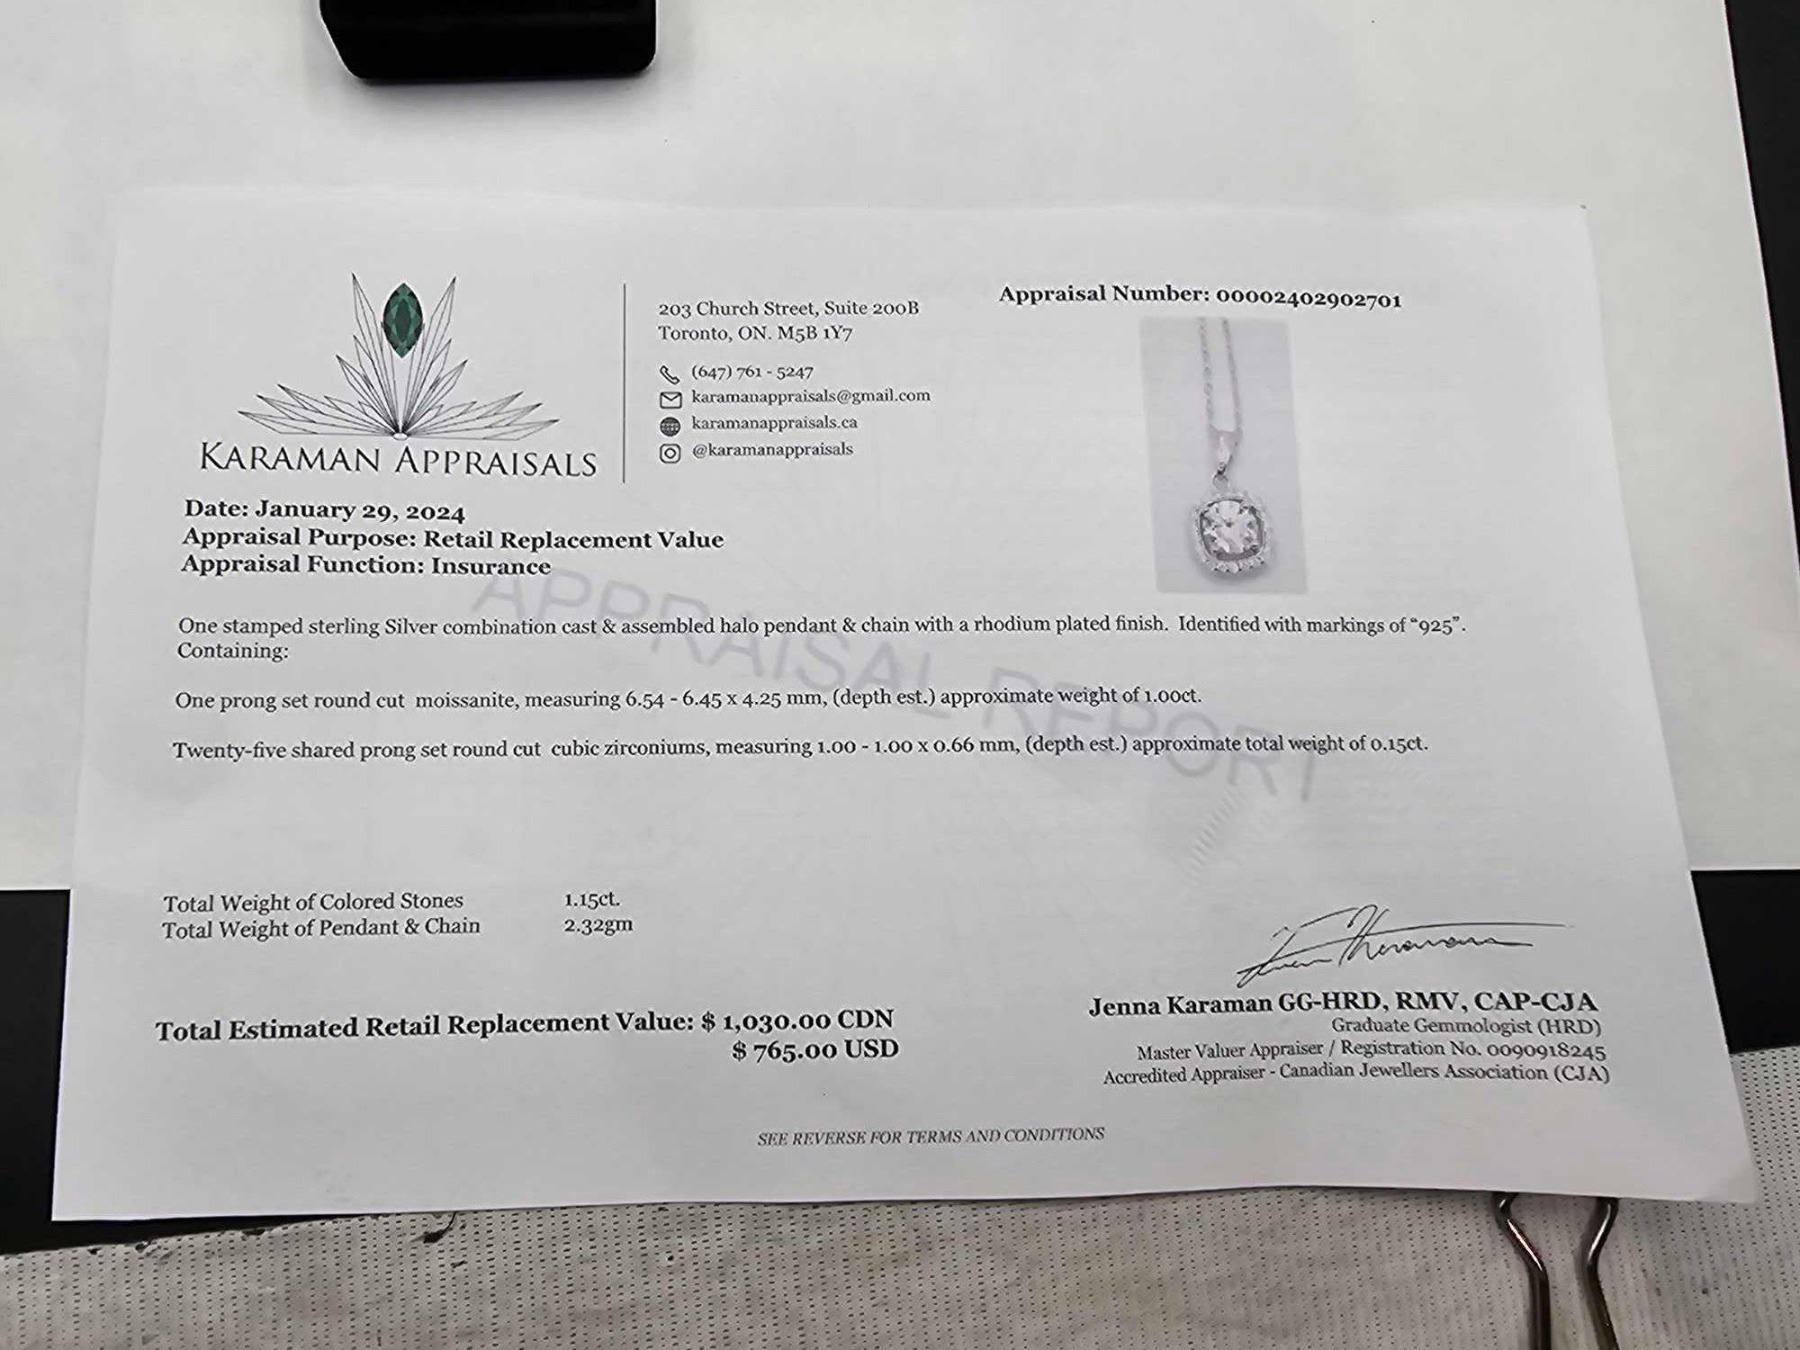 KARAMAN APPRAISALS
203 Church Street, Suite 200B
Toronto, ON. M5B 1Y7
(647) 761 - 5247
karamanappraisals@gmail.com
karamanappraisals.ca
@karamanappraisals
Appraisal Number: 00002402902701
Date: January 29, 2024
Appraisal Purpose: Retail Replacement Value
Appraisal Function: Insurance
APPRAISAL REPORT
One stamped sterling Silver combination cast & assembled halo pendant & chain with a rhodium plated finish. Identified with markings of “925”.
Containing:
One prong set round cut moissanite, measuring 6.54 - 6.45 x 4.25 mm, (depth est.) approximate weight of 1.00ct.
Twenty-five shared prong set round cut cubic zirconiums, measuring 1.00 - 1.00 x 0.66 mm, (depth est.) approximate total weight of 0.15ct.
Total Weight of Colored Stones 1.15ct.
Total Weight of Pendant & Chain 2.32gm
Total Estimated Retail Replacement Value: $ 1,030.00 CDN
$ 765.00 USD
Jenna Karaman GG-HRD, RMV, CAP-CJA
Graduate Gemmologist (HRD)
Master Valuer Appraiser / Registration No. 0090918245
Accredited Appraiser - Canadian Jewellers Association (CJA)
SEE REVERSE FOR TERMS AND CONDITIONS